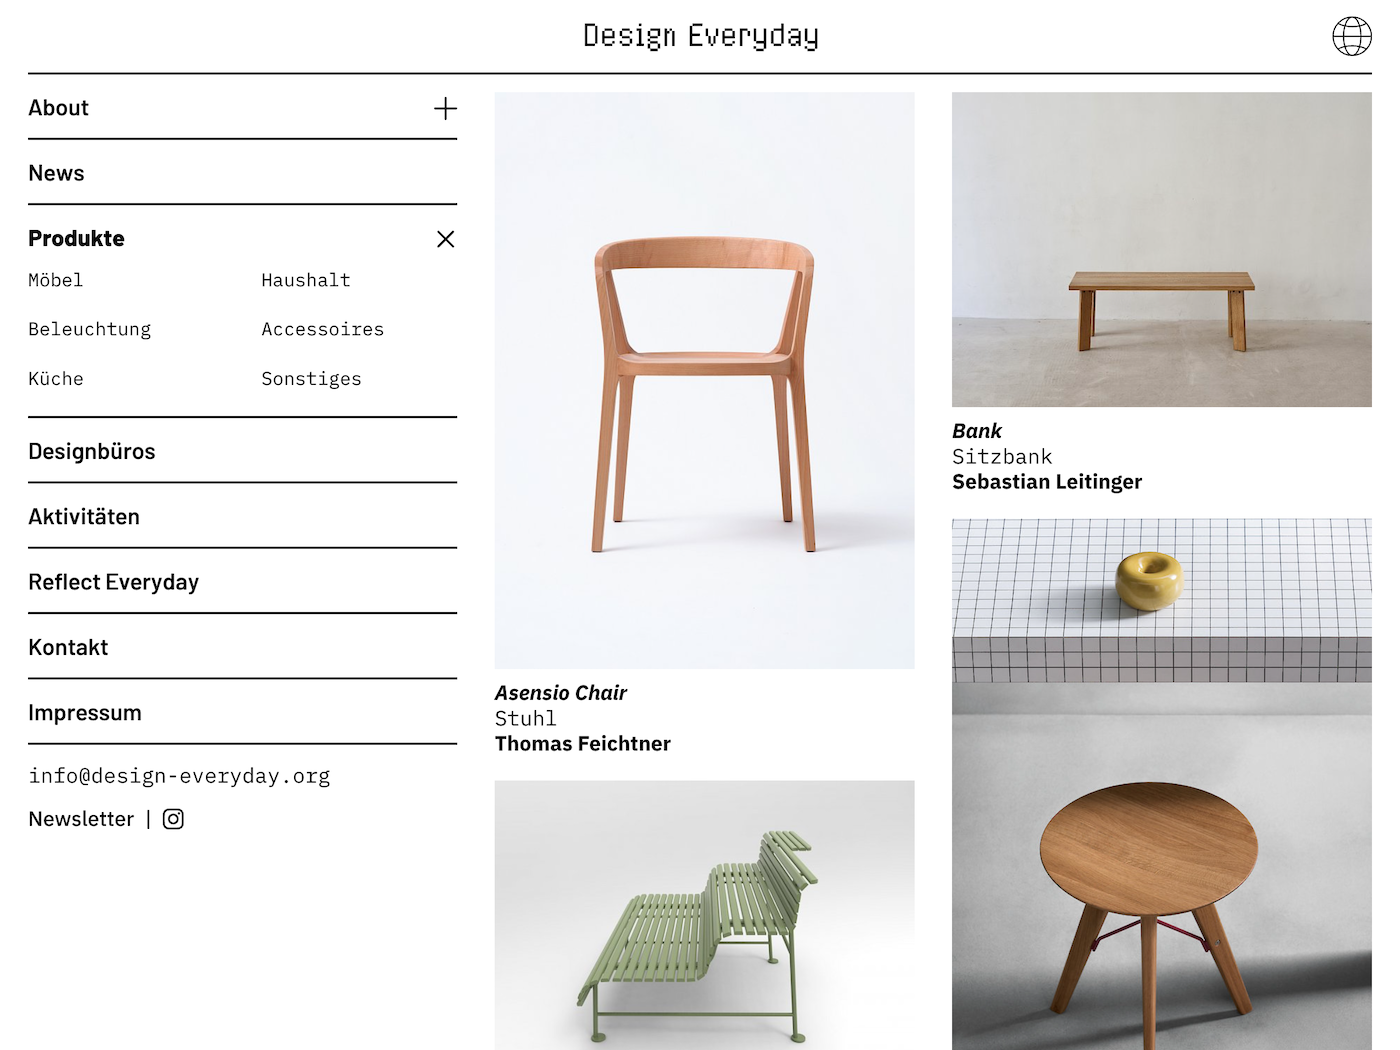 Design Everyday
About
News
Produkte
Möbel
Haushalt
Beleuchtung
Accessoires
Küche
Sonstiges
Designbüros
Aktivitäten
Reflect Everyday
Kontakt
Impressum
info@design-everyday.org
Newsletter |
Asensio Chair
Stuhl
Thomas Feichtner
Bank
Sitzbank
Sebastian Leitinger